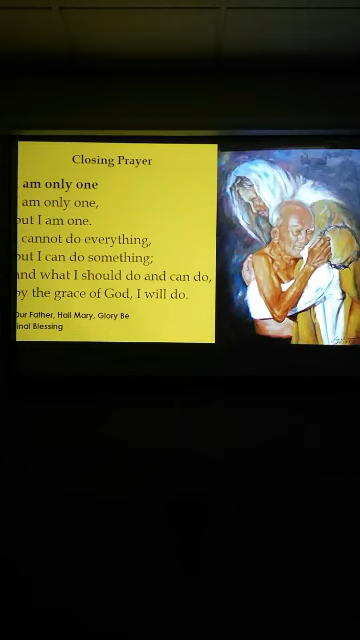 Closing Prayer
am only one
am only one,
but I am one.
cannot do everything,
but I can do something;
and what I should do and can do,
by the grace of God, I will do.
Our Father, Hail Mary, Glory Be
inal Blessing